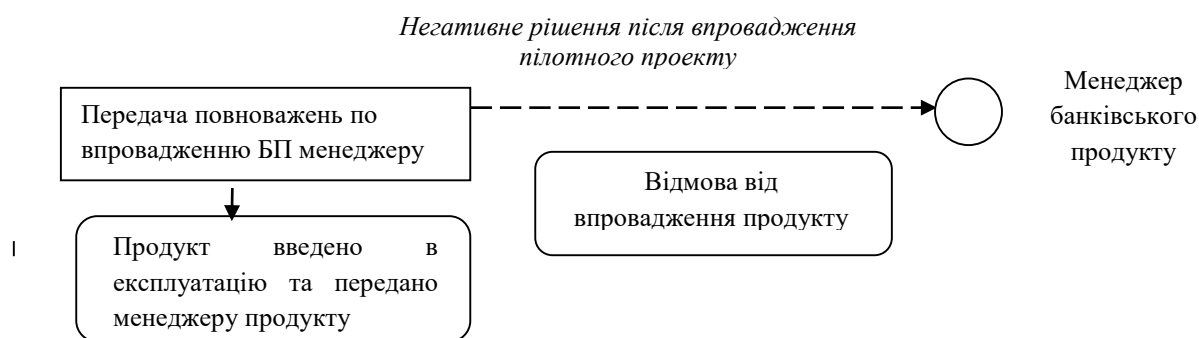 Негативне рішення після впровадження
пілотного проекту
Передача повноважень по
впровадженню БП менеджеру
Менеджер
банківського
продукту
Відмова від
впровадження продукту
Продукт введено в
експлуатацію та передано
менеджеру продукту